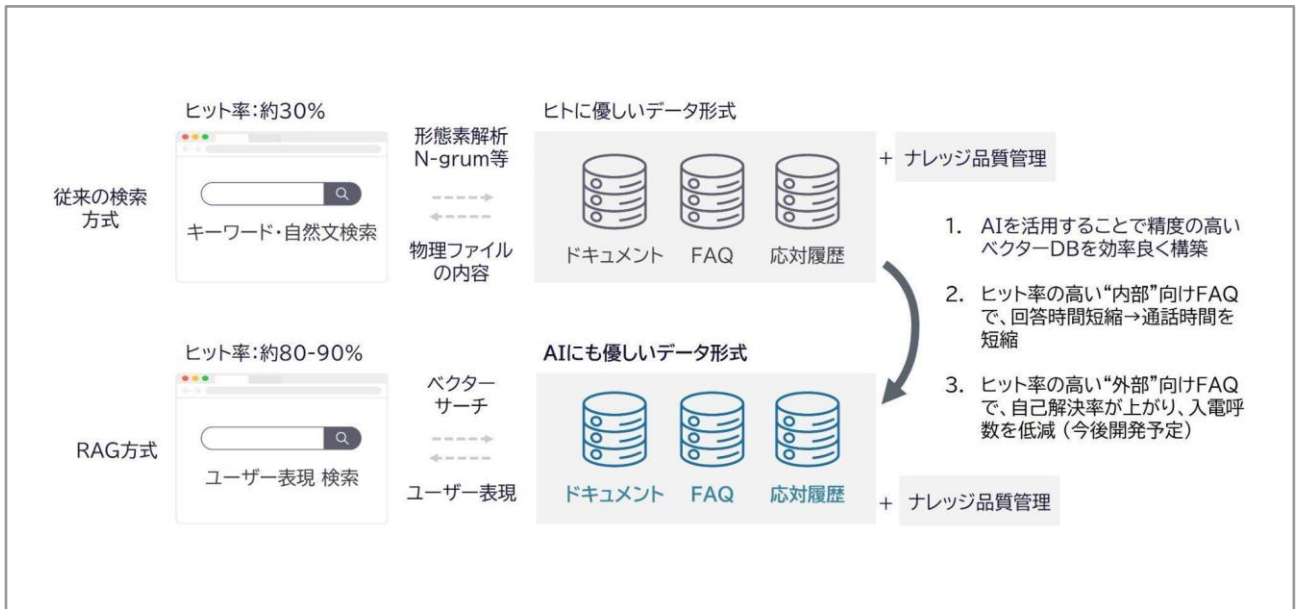 ヒット率:約30%
従来の検索
方式
キーワード・自然文検索
形態素解析
N-grum等
物理ファイル
の内容
ヒトに優しいデータ形式
ドキュメント
FAQ
応対履歴
+ ナレッジ品質管理
1. AIを活用することで精度の高い
ベクターDBを効率良く構築
2. ヒット率の高い“内部”向けFAQ
で、回答時間短縮→通話時間を
短縮
3. ヒット率の高い“外部”向けFAQ
で、自己解決率が上がり、入電呼
数を低減（今後開発予定）
ヒット率:約80-90%
RAG方式
ユーザー表現 検索
ベクター
サーチ
ユーザー表現
AIにも優しいデータ形式
ドキュメント
FAQ
応対履歴
+ ナレッジ品質管理